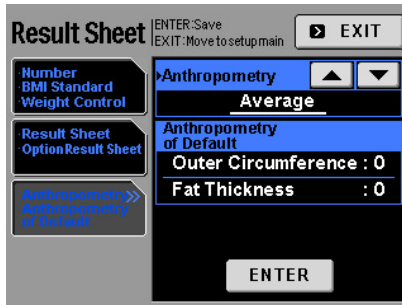 Result Sheet
ENTER:Save
EXIT:Move to setup main
EXIT
·Number
·BMI Standard
·Weight Control
·Result Sheet
·Option Result Sheet
·Anthropometry
·Anthropometry
of Default
Anthropometry
Average
Anthropometry
of Default
Outer Circumference : 0
Fat Thickness : 0
ENTER